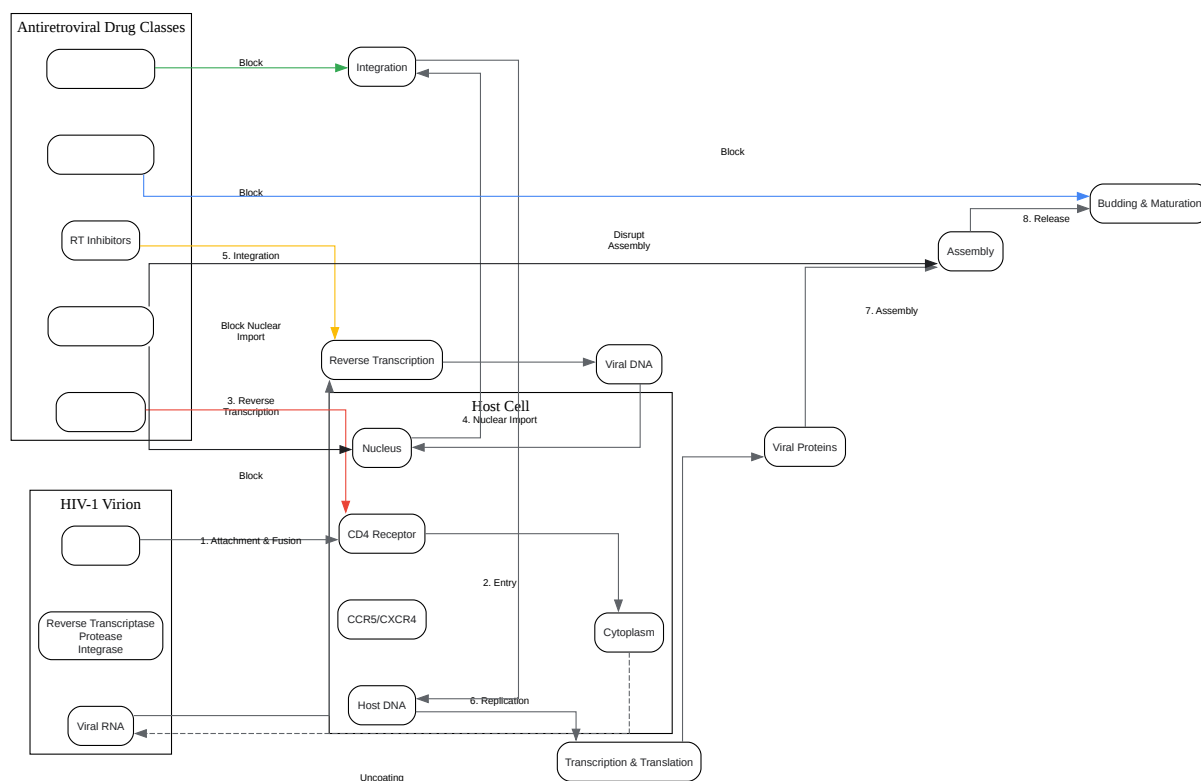 Antiretroviral Drug Classes
Block
Integration
Block
Block
Budding & Maturation
8. Release
RT Inhibitors
Disrupt
Assembly
5. Integration
Assembly
7. Assembly
Block Nuclear
Import
Reverse Transcription
Viral DNA
3. Reverse
Transcription
Host Cell
4. Nuclear Import
Nucleus
Viral Proteins
Block
HIV-1 Virion
CD4 Receptor
1. Attachment & Fusion
2. Entry
Reverse Transcriptase
Protease
Integrase
CCR5/CXCR4
Cytoplasm
Viral RNA
Host DNA
6. Replication
Transcription & Translation
Uncoating